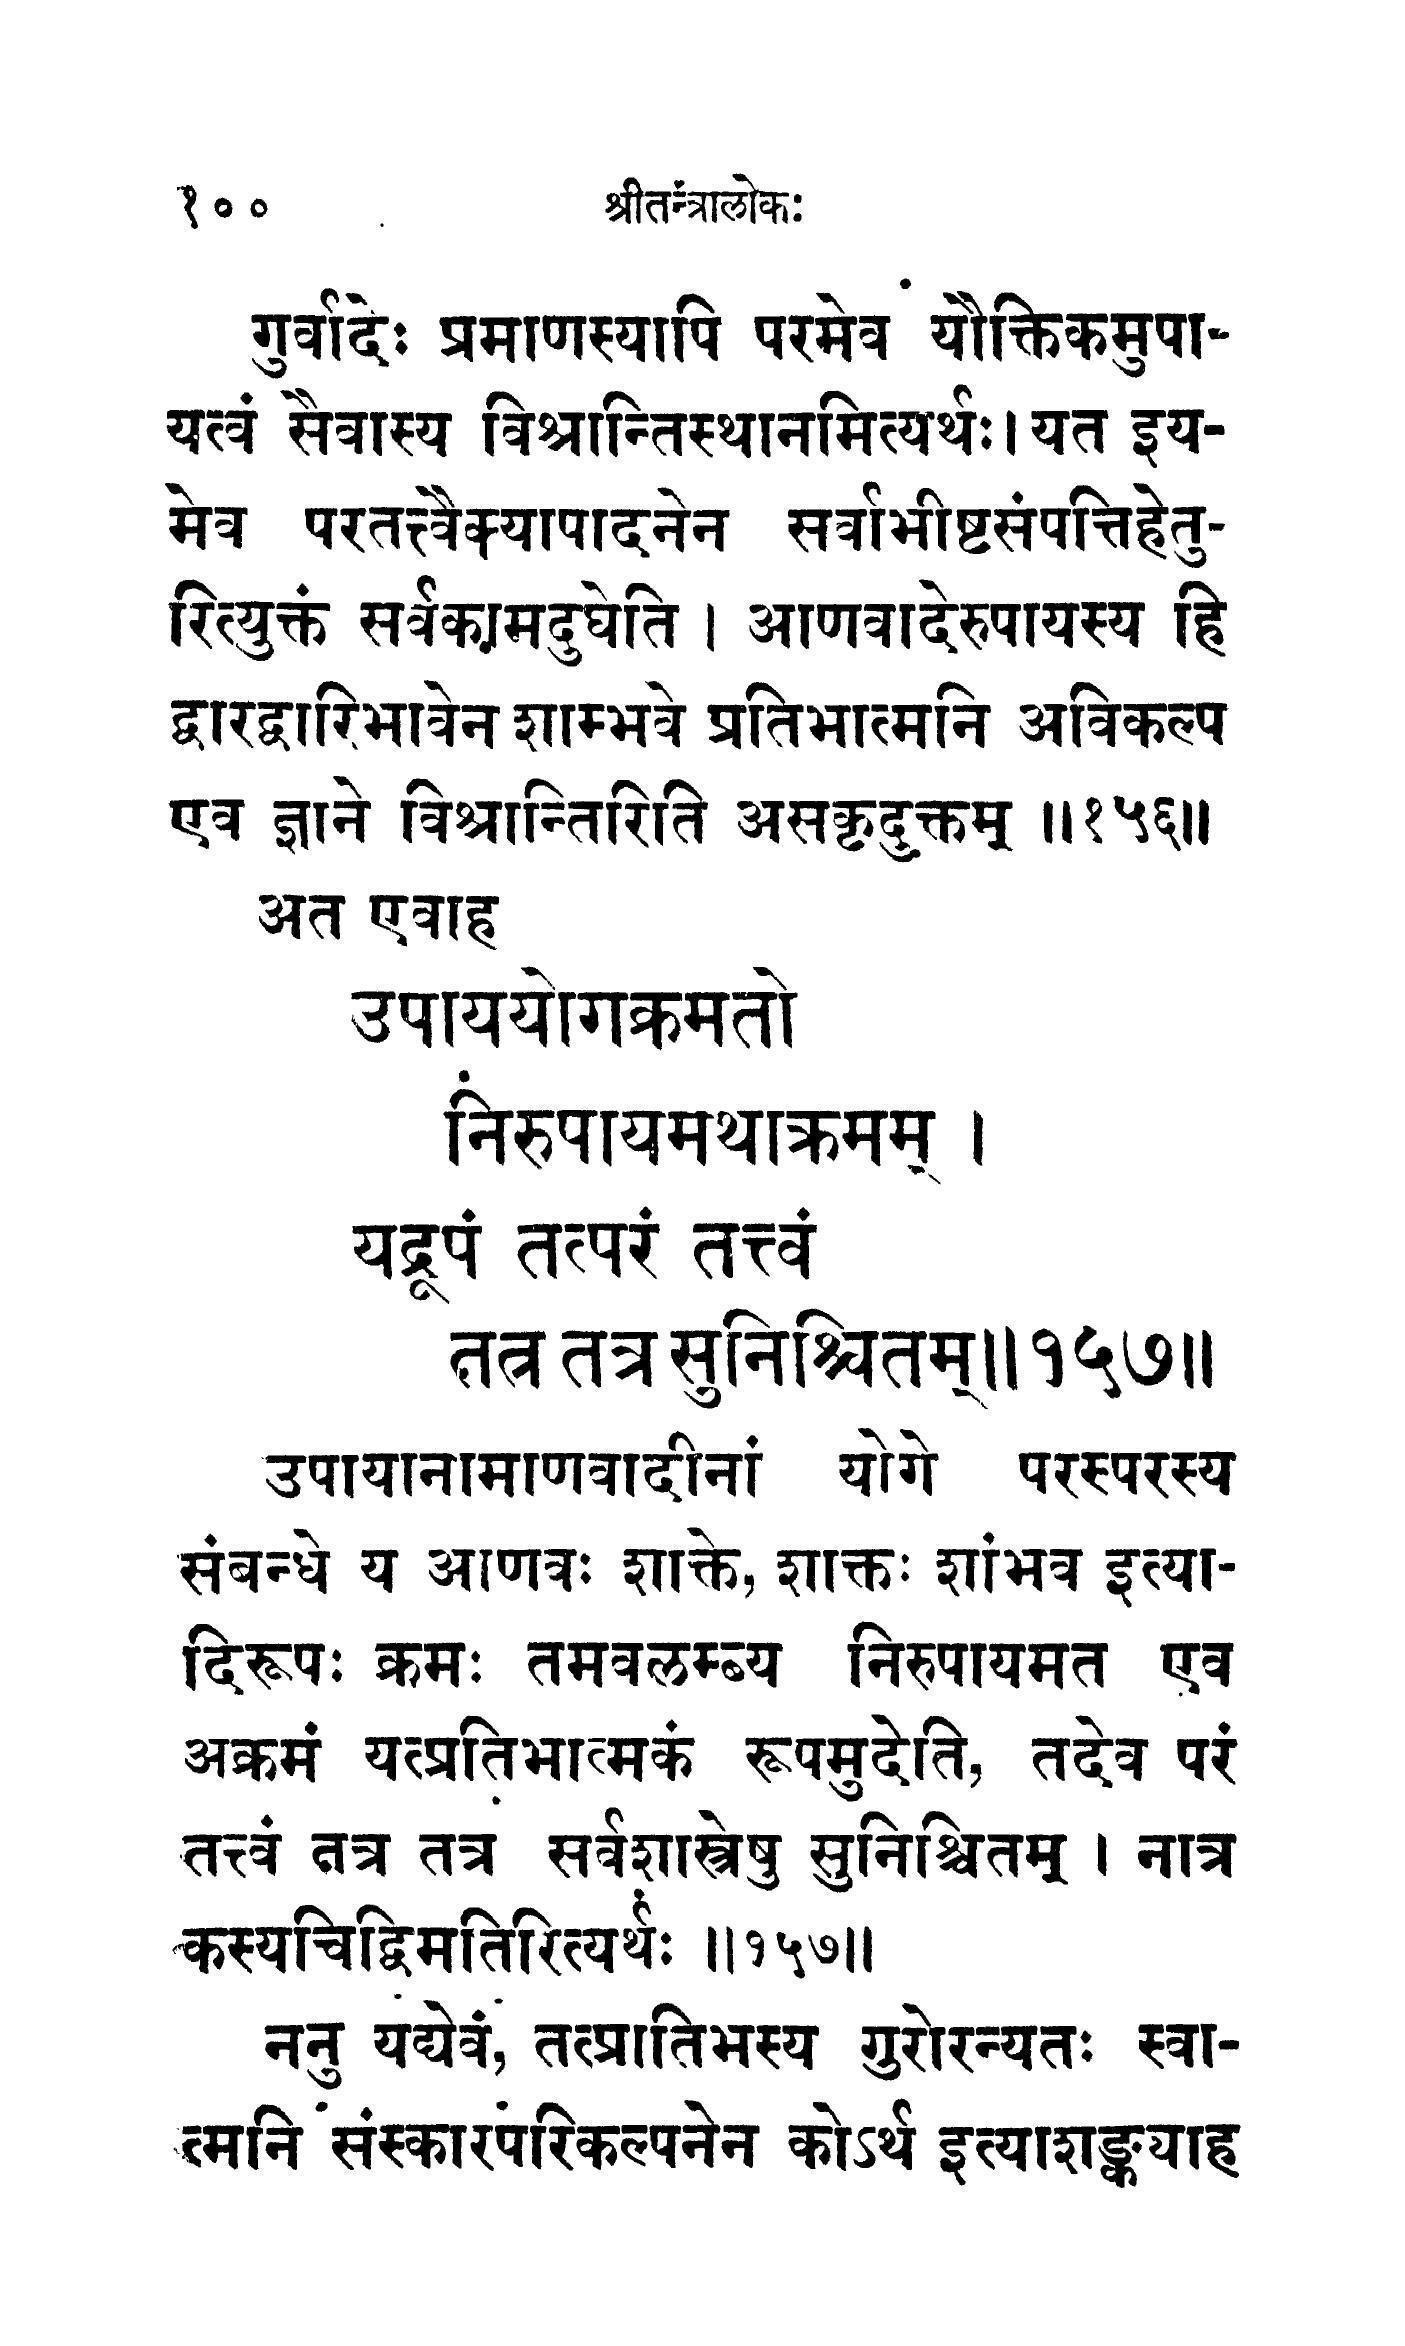 १०० श्रीतन्त्रालोकः
गुर्वादेः प्रमाणस्यापि परमेव यौक्तिकमुपा-
यत्वं सैवास्य विश्रान्तिस्थानमित्यर्थः। यत इय-
मेव परतत्त्वैक्यापादनेन सर्वाभीष्टसंपत्तिहेतु-
रित्युक्तं सर्वकामदुघेति । आणवादेरुपायस्य हि
द्वारद्वारिभावेन शाम्भवे प्रतिभात्मनि अविकल्प
एव ज्ञाने विश्रान्तिरिति असकृदुक्तम् ॥१५६॥
अत एवाह
उपाययोगक्रमतो
निरुपायमथाक्रमम् ।
यद्रूपं तत्परं तत्त्वं
तत्र तत्र सुनिश्चितम्॥१५७॥
उपायानामाणवादीनां योगे परस्परस्य
संबन्धे य आणवः शाक्ते, शाक्तः शांभव इत्या-
दिरूपः क्रमः तमवलम्ब्य निरुपायमत एव
अक्रमं यत्प्रतिभात्मकं रूपमुदेति, तदेव परं
तत्त्वं तत्र तत्र सर्वशास्त्रेषु सुनिश्चितम् । नात्र
कस्यचिद्विमतिरित्यर्थः ॥१५७॥
ननु यद्येवं, तत्प्रातिभस्य गुरोरन्यतः स्वा-
त्मनि संस्कारपरिकल्पनेन कोऽर्थ इत्याशङ्क्याह